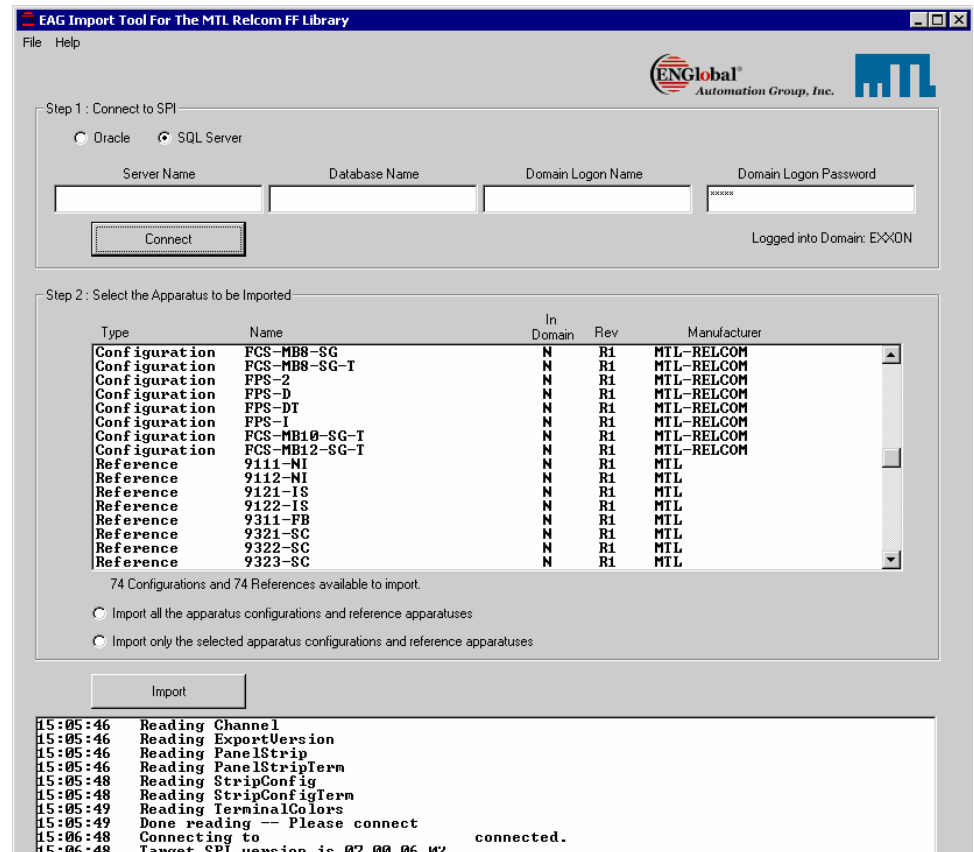 EAG Import Tool For The MTL Relcom FF Library
File Help
ENGlobal®
Automation Group, Inc.
MTL
Step 1 : Connect to SPI
Oracle SQL Server
Server Name Database Name Domain Logon Name Domain Logon Password
xxxxx
Connect Logged into Domain: EXXON
Step 2 : Select the Apparatus to be Imported
Type Name In Domain Rev Manufacturer
Configuration FCS-MB8-SG N R1 MTL-RELCOM
Configuration FCS-MB8-SG-T N R1 MTL-RELCOM
Configuration FPS-2 N R1 MTL-RELCOM
Configuration FPS-D N R1 MTL-RELCOM
Configuration FPS-DT N R1 MTL-RELCOM
Configuration FPS-I N R1 MTL-RELCOM
Configuration FCS-MB10-SG-T N R1 MTL-RELCOM
Configuration FCS-MB12-SG-T N R1 MTL-RELCOM
Reference 9111-NI N R1 MTL
Reference 9112-NI N R1 MTL
Reference 9121-IS N R1 MTL
Reference 9122-IS N R1 MTL
Reference 9311-FB N R1 MTL
Reference 9321-SC N R1 MTL
Reference 9322-SC N R1 MTL
Reference 9323-SC N R1 MTL
74 Configurations and 74 References available to import.
Import all the apparatus configurations and reference apparatuses
Import only the selected apparatus configurations and reference apparatuses
Import
15:05:46 Reading Channel
15:05:46 Reading ExportVersion
15:05:46 Reading PanelStrip
15:05:46 Reading PanelStripTerm
15:05:48 Reading StripConfig
15:05:48 Reading StripConfigTerm
15:05:49 Reading TerminalColors
15:05:49 Done reading -- Please connect
15:06:48 Connecting to connected.
15:06:48 Target SPI version is